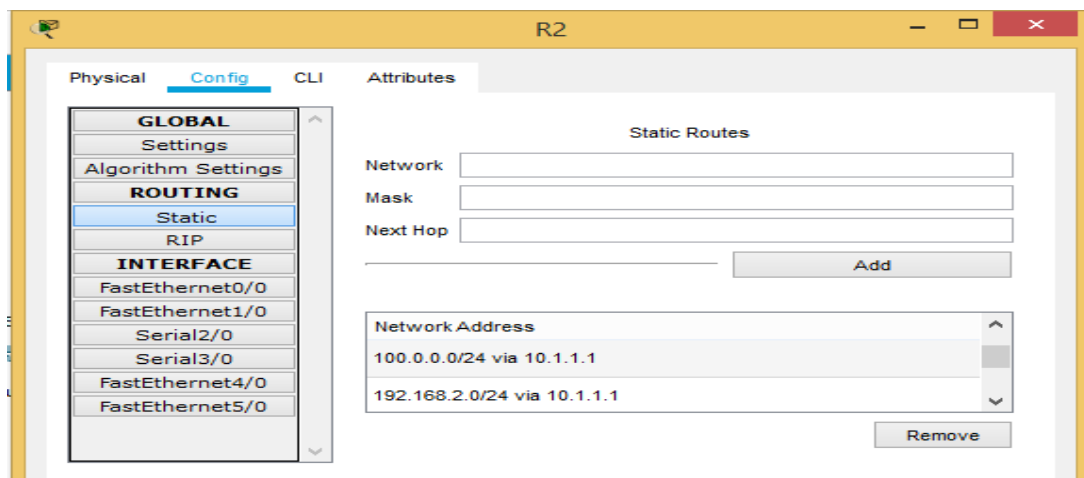 R2
Physical Config CLI Attributes
GLOBAL
Settings
Algorithm Settings
ROUTING
Static
RIP
INTERFACE
FastEthernet0/0
FastEthernet1/0
Serial2/0
Serial3/0
FastEthernet4/0
FastEthernet5/0
Static Routes
Network
Mask
Next Hop
Add
Network Address
100.0.0.0/24 via 10.1.1.1
192.168.2.0/24 via 10.1.1.1
Remove